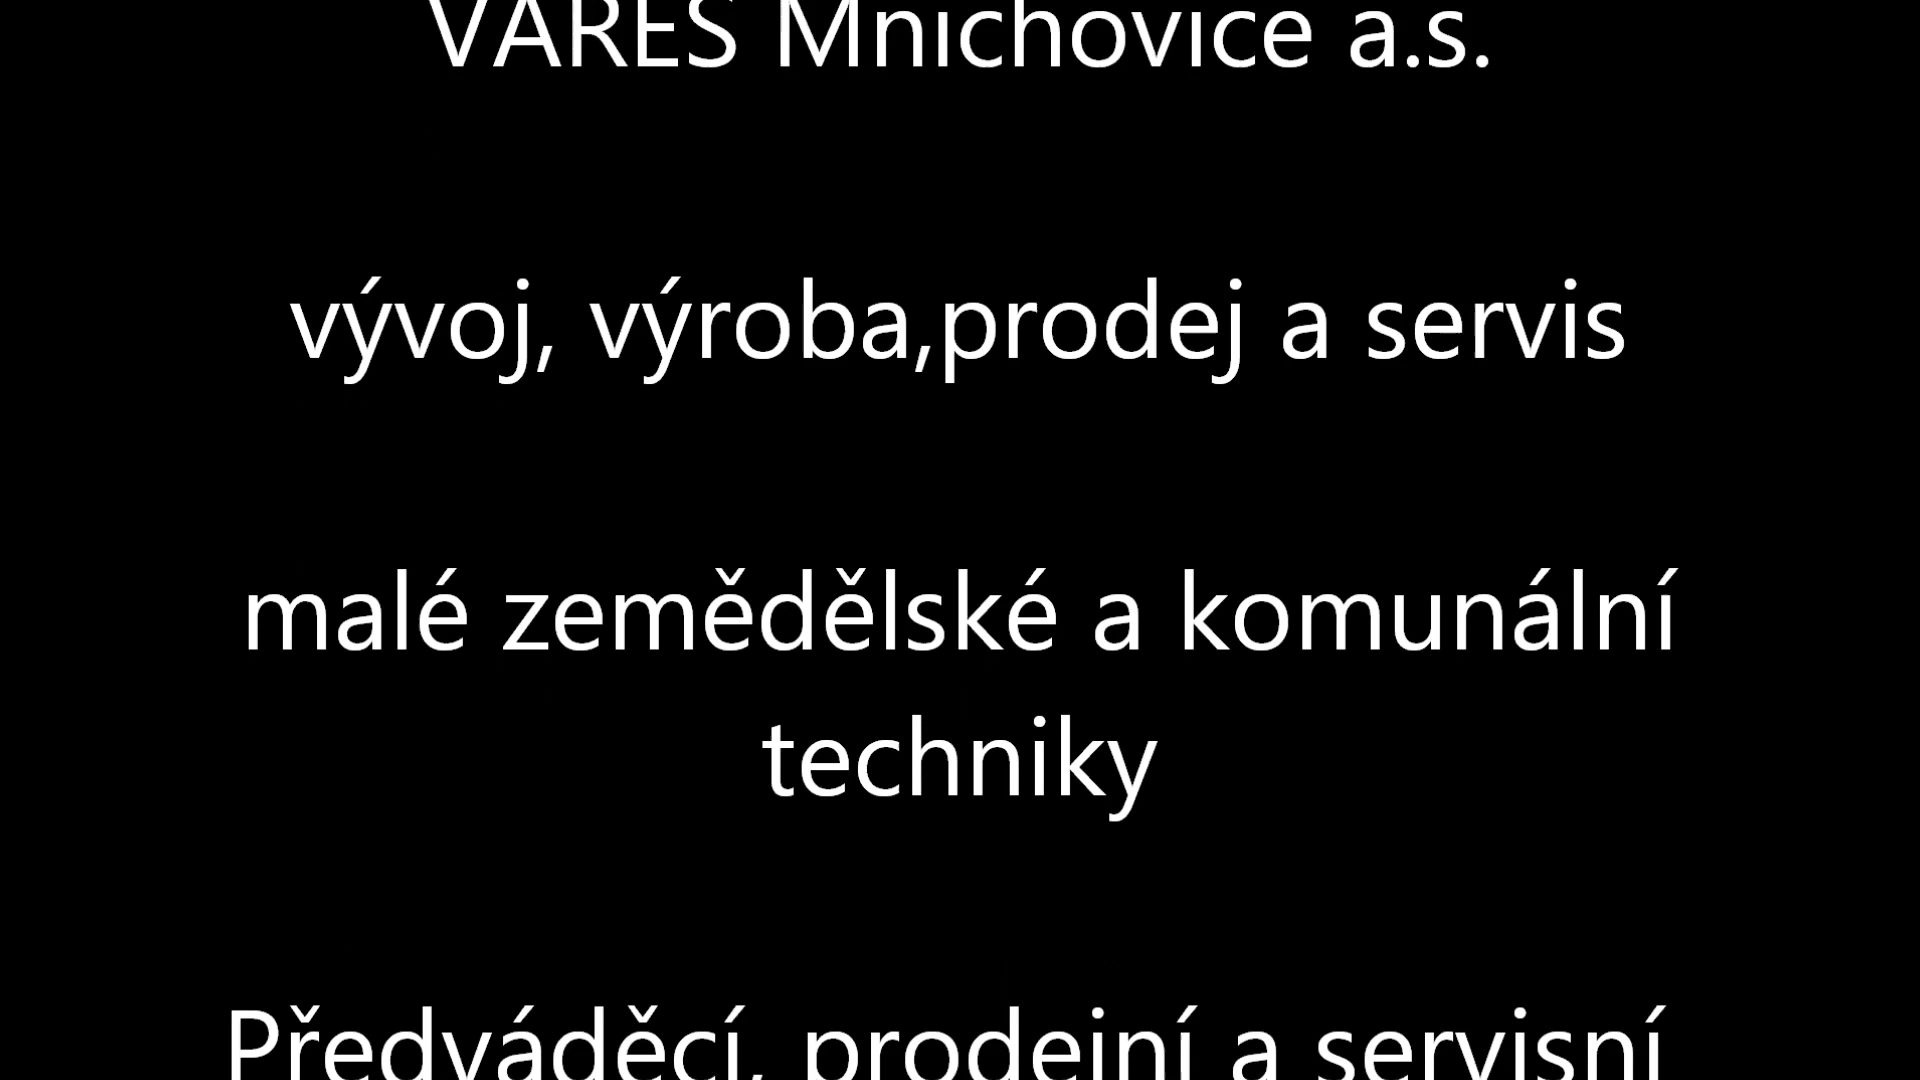 VARES Mnichovice a.s.
vývoj, výroba,prodej a servis
malé zemědělské a komunální
techniky
Předváděcí, prodejní a servisní